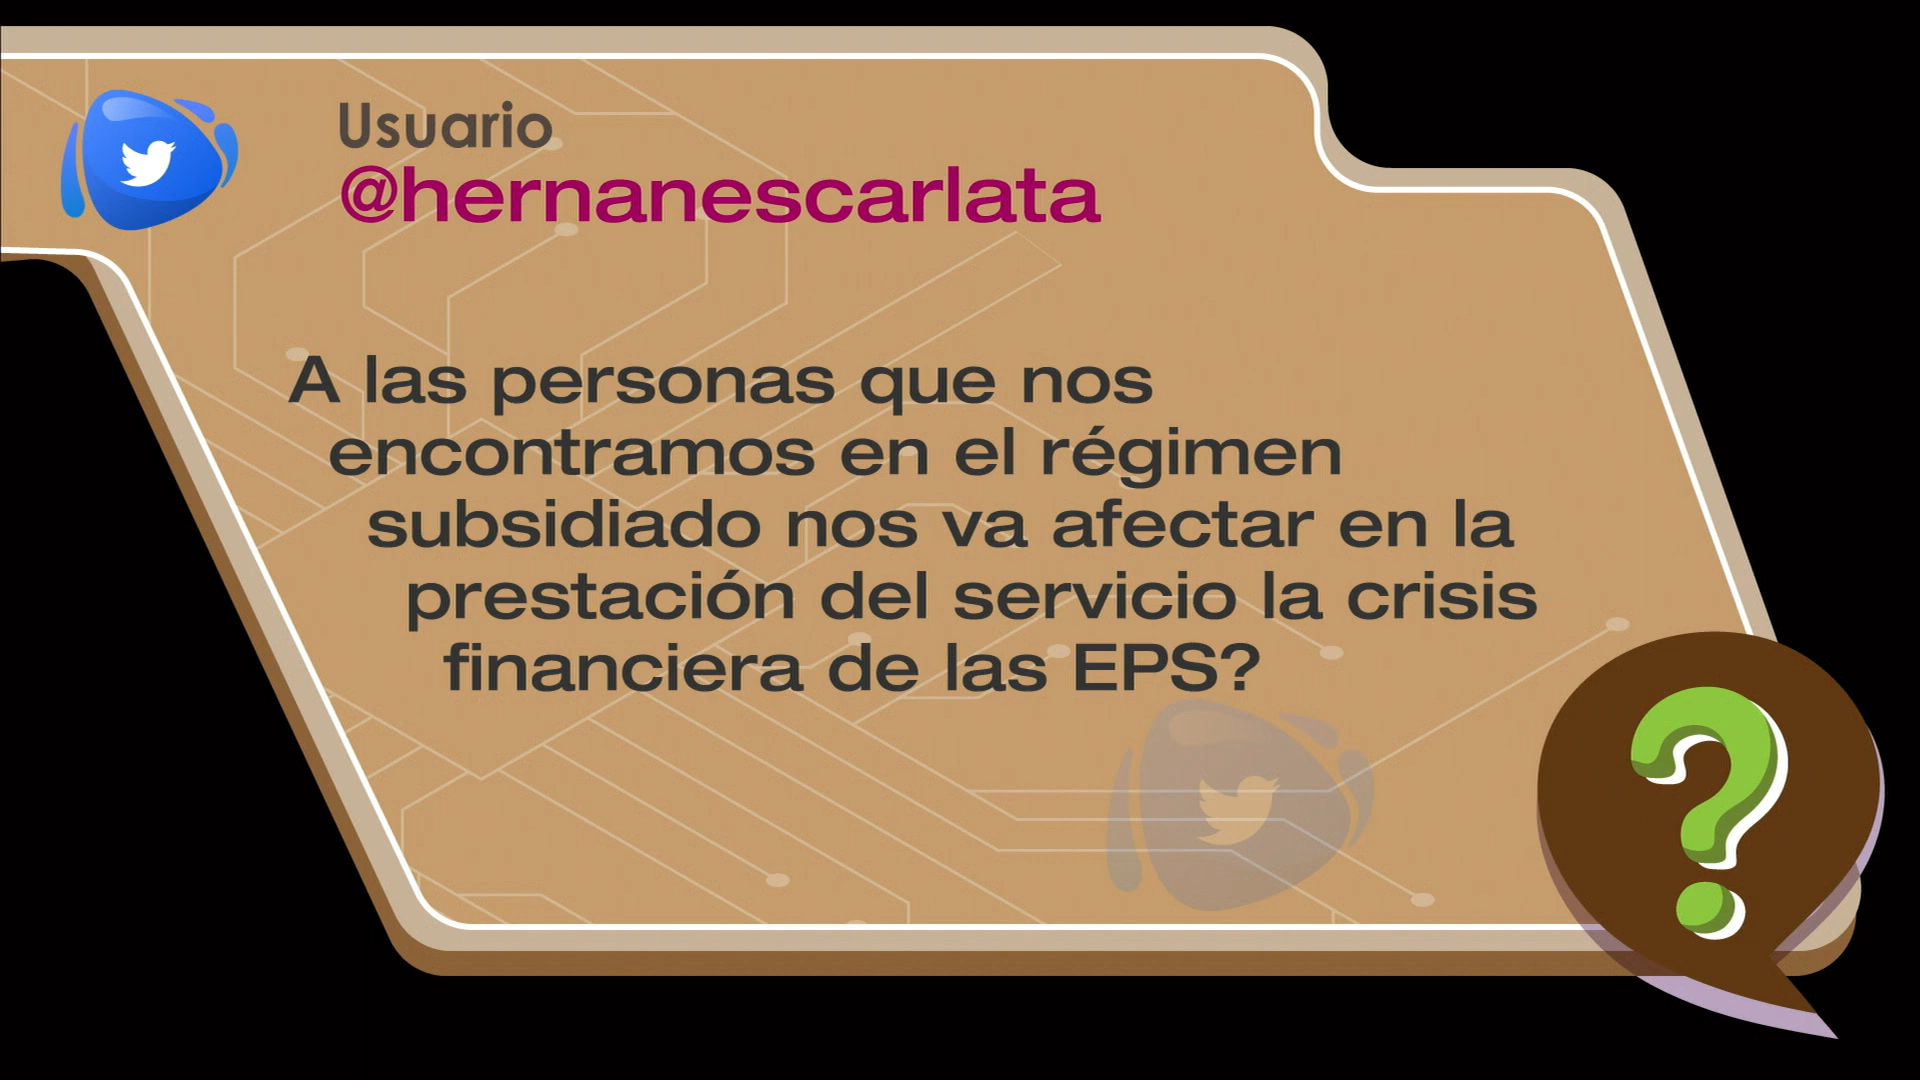 Usuario
@hernanescarlata
A las personas que nos
encontramos en el régimen
subsidiado nos va afectar en la
prestación del servicio la crisis
financiera de las EPS?
?